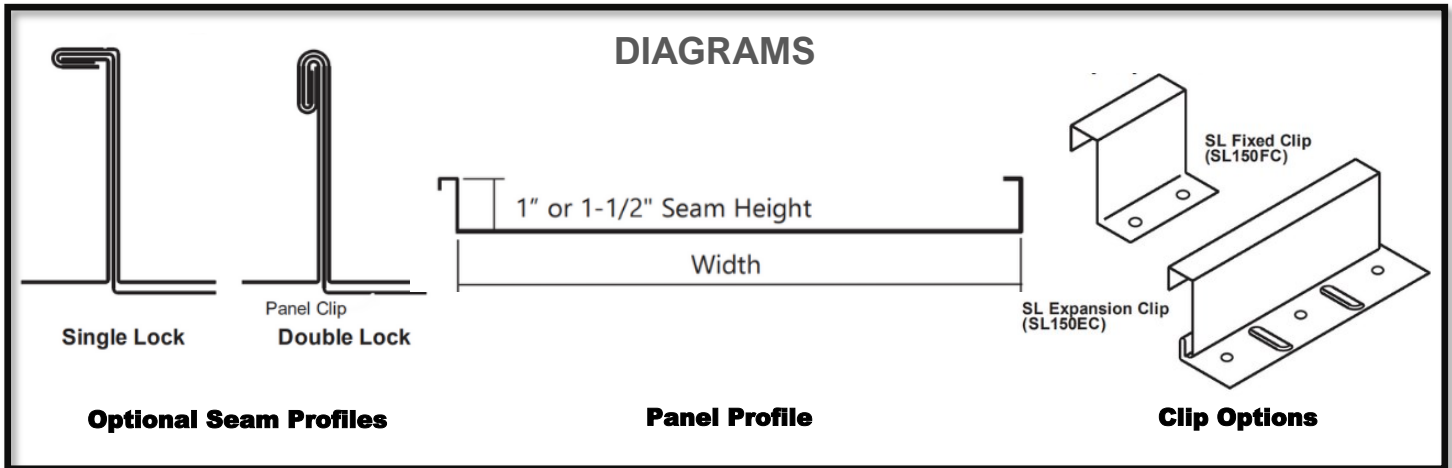 DIAGRAMS
Panel Clip
Single Lock
Double Lock
Optional Seam Profiles
1” or 1-1/2" Seam Height
Width
Panel Profile
SL Fixed Clip
(SL150FC)
SL Expansion Clip
(SL150EC)
Clip Options